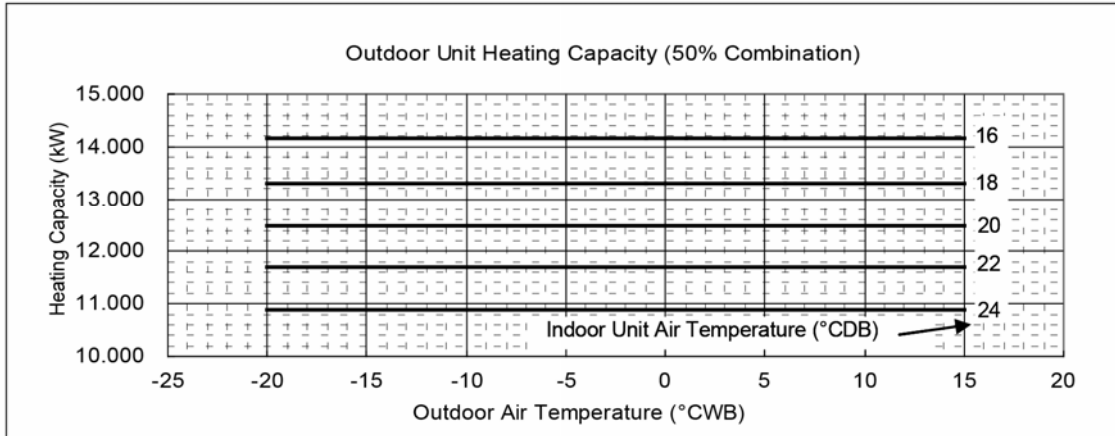 Outdoor Unit Heating Capacity (50% Combination)
15.000
14.000
13.000
12.000
11.000
10.000
Heating Capacity (kW)
16
18
20
22
24
Indoor Unit Air Temperature (°CDB)
-25 -20 -15 -10 -5 0 5 10 15 20
Outdoor Air Temperature (°CWB)